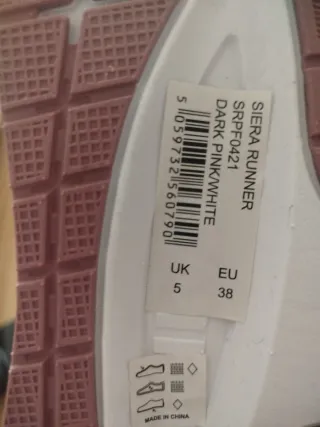 SIERA RUNNER
SRPF0421
DARK PINK/WHITE
5 059732 560790
UK EU
5 38
MADE IN CHINA